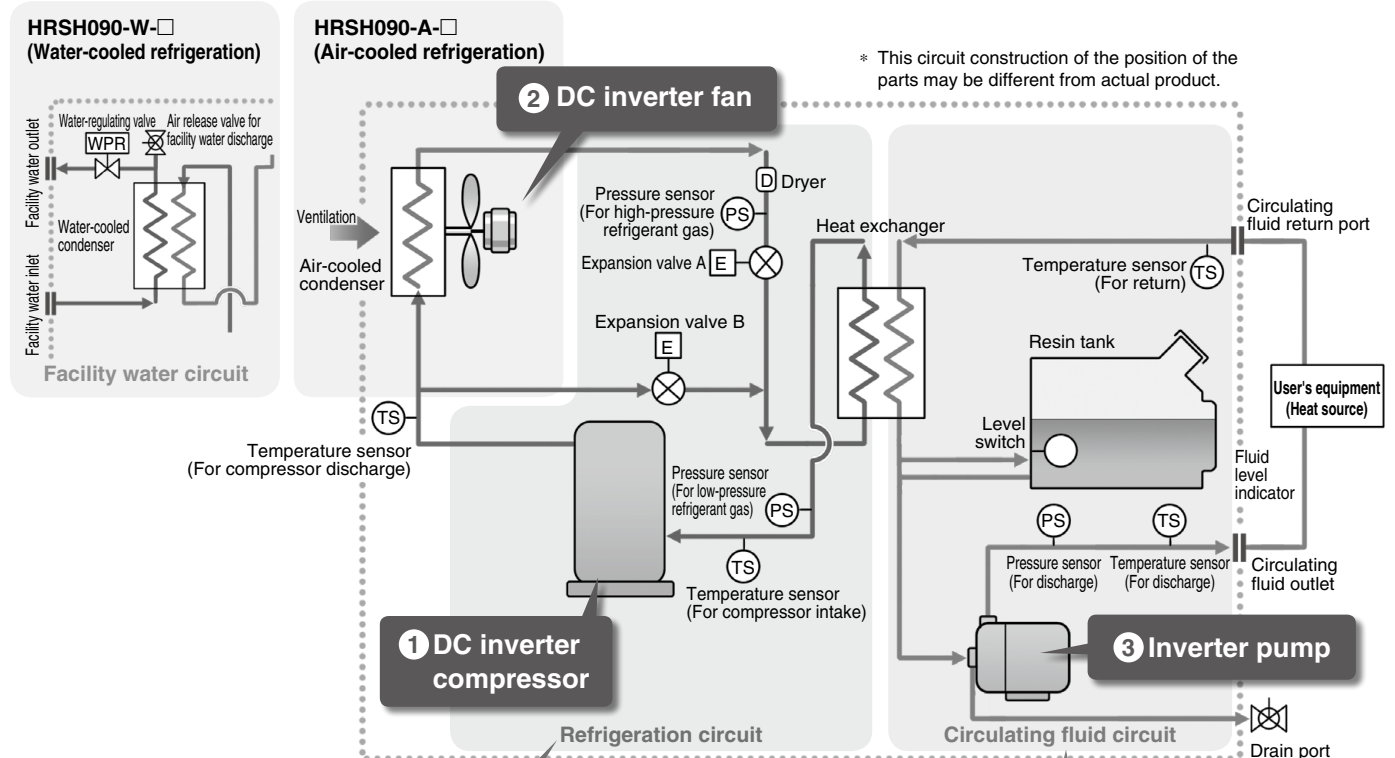 HRSH090-W-□
(Water-cooled refrigeration)
Water-regulating valve
WPR
Air release valve for
facility water discharge
Facility water outlet
Water-cooled
condenser
Facility water inlet
Facility water circuit
HRSH090-A-□
(Air-cooled refrigeration)
* This circuit construction of the position of the
parts may be different from actual product.
2 DC inverter fan
Ventilation
Air-cooled
condenser
D
Dryer
Pressure sensor
(For high-pressure
refrigerant gas)
PS
Expansion valve A
E
Expansion valve B
E
Heat exchanger
TS
Temperature sensor
(For compressor discharge)
Pressure sensor
(For low-pressure
refrigerant gas)
PS
TS
Temperature sensor
(For compressor intake)
1 DC inverter
compressor
Refrigeration circuit
Circulating
fluid return port
Temperature sensor
(For return)
TS
Resin tank
Level
switch
Fluid
level
indicator
User's equipment
(Heat source)
PS
Pressure sensor
(For discharge)
TS
Temperature sensor
(For discharge)
Circulating
fluid outlet
3 Inverter pump
Circulating fluid circuit
Drain port